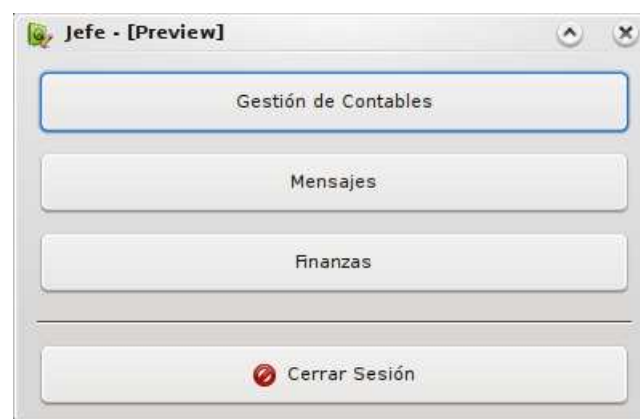 Jefe - [Preview]
Gestión de Contables
Mensajes
Finanzas
Cerrar Sesión